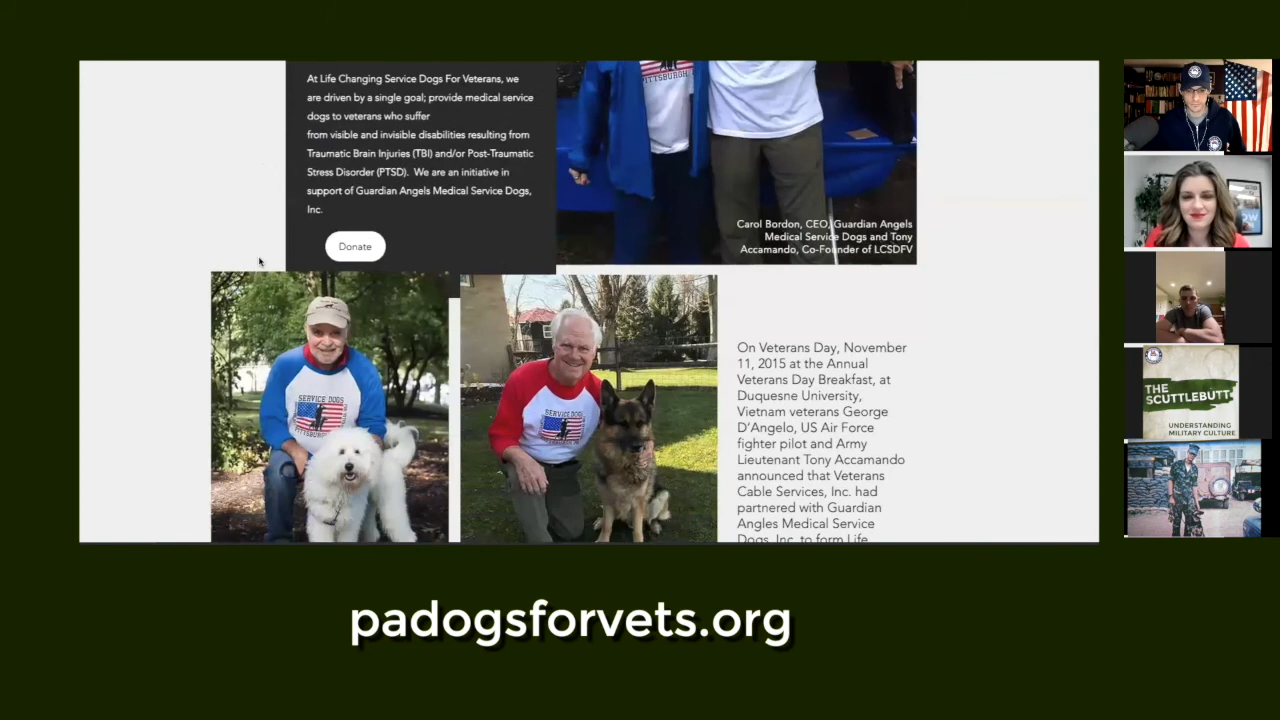 At Life Changing Service Dogs For Veterans, we
are driven by a single goal; provide medical service
dogs to veterans who suffer
from visible and invisible disabilities resulting from
Traumatic Brain Injuries (TBI) and/or Post-Traumatic
Stress Disorder (PTSD). We are an initiative in
support of Guardian Angels Medical Service Dogs,
Inc.
Donate
PITTSBURGH
Carol Bordon, CEO, Guardian Angels
Medical Service Dogs and Tony
Accamando, Co-Founder of LCSDFV
SERVICE DOGS
PITTSBURGH
SERVICE DOGS
On Veterans Day, November
11, 2015 at the Annual
Veterans Day Breakfast, at
Duquesne University,
Vietnam veterans George
D'Angelo, US Air Force
fighter pilot and Army
Lieutenant Tony Accamando
announced that Veterans
Cable Services, Inc. had
partnered with Guardian
Angles Medical Service
Dogs, Inc. to form Life
THE
SCUTTLEBUTT
UNDERSTANDING
MILITARY CULTURE
padogsforvets.org